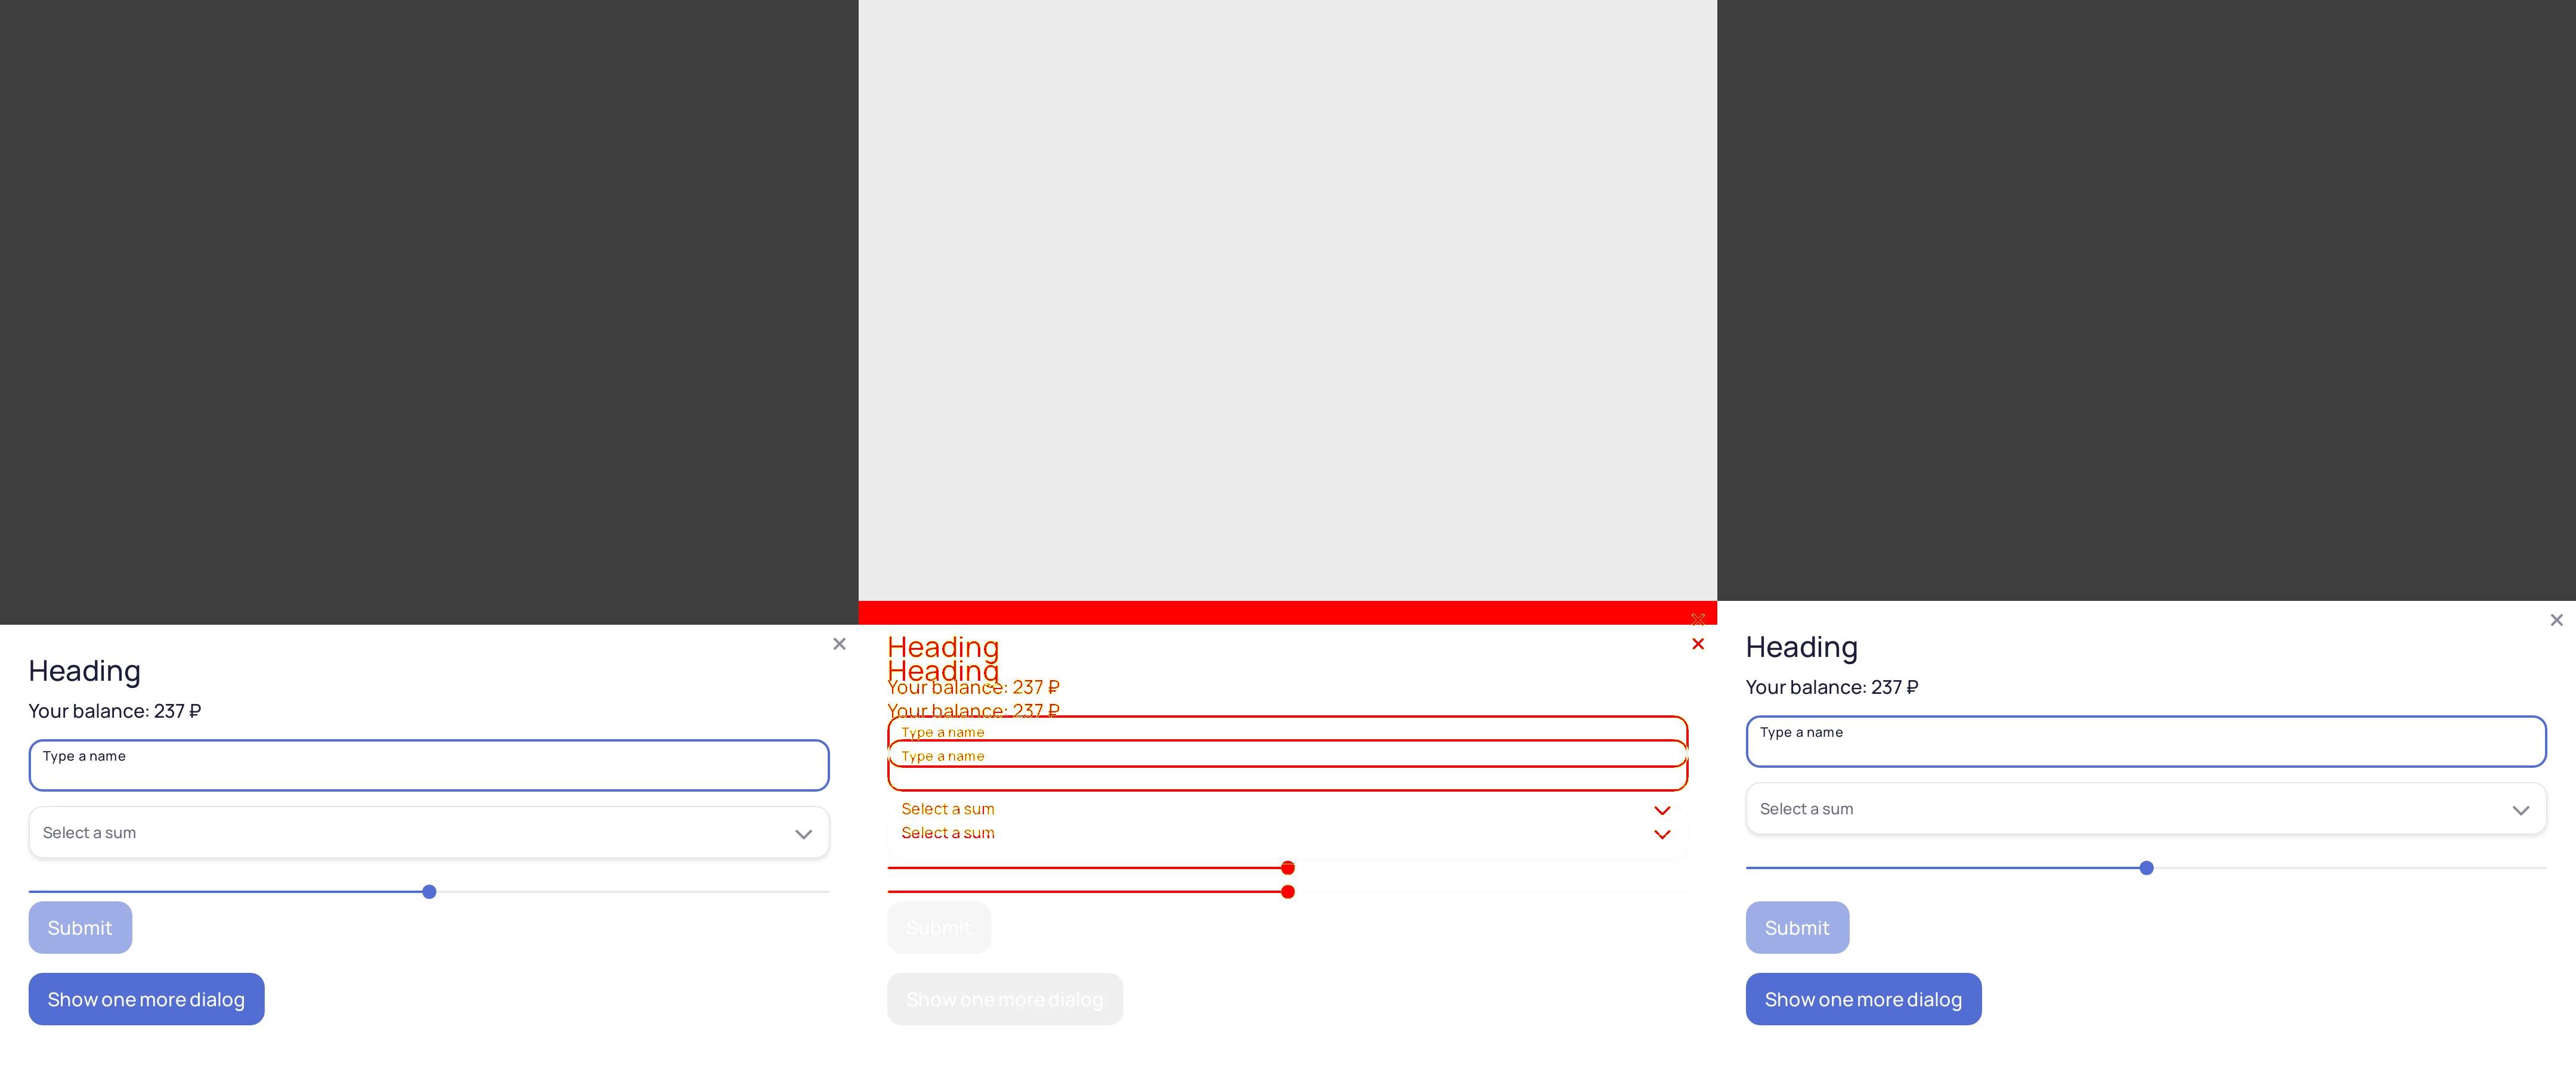 Heading
Your balance: 237 ₽
Type a name
Select a sum
Submit
Show one more dialog
Heading
Heading
Your balance: 237 ₽
Your balance: 237 ₽
Type a name
Type a name
Select a sum
Select a sum
Submit
Show one more dialog
Heading
Your balance: 237 ₽
Type a name
Select a sum
Submit
Show one more dialog